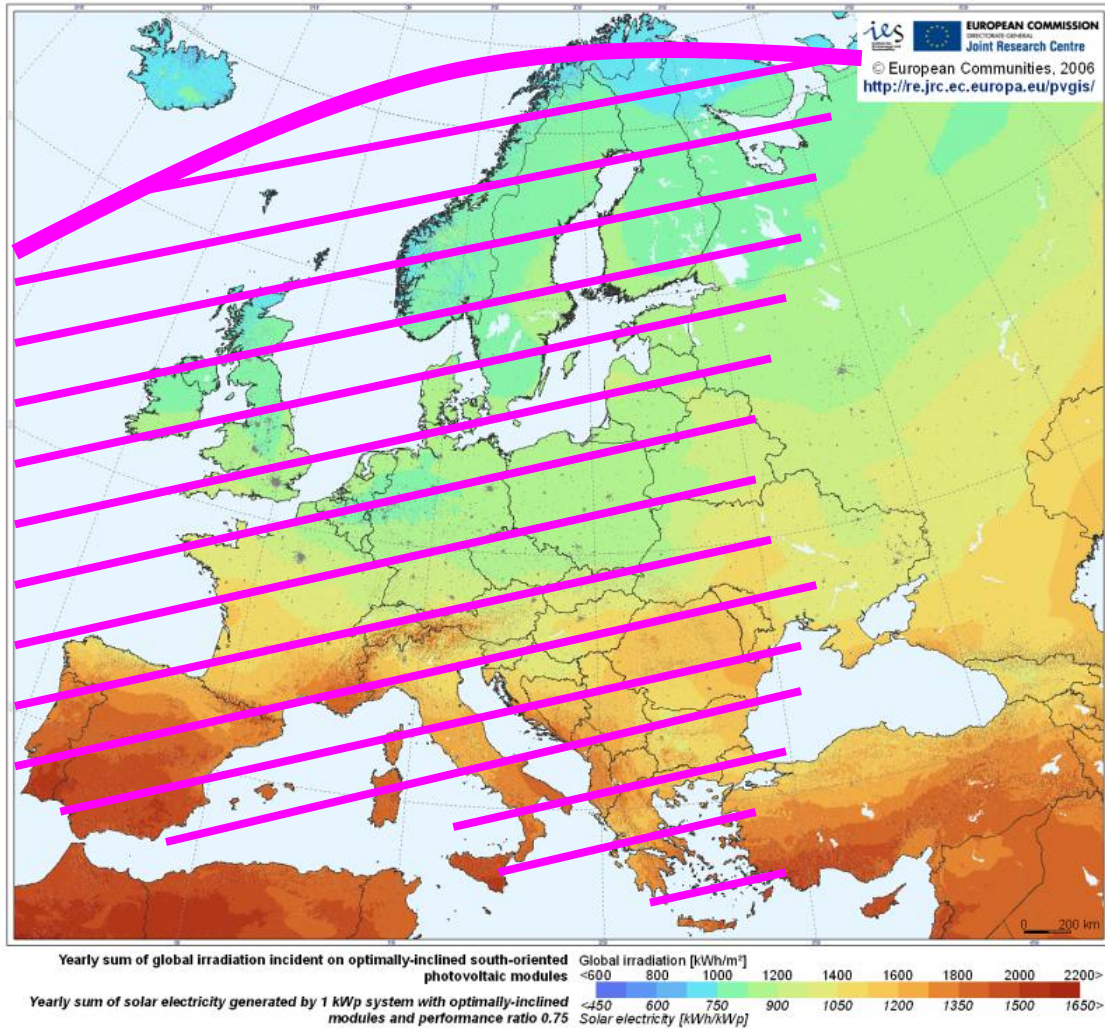 ies
EUROPEAN COMMISSION
DIRECTORATE-GENERAL
Joint Research Centre
© European Communities, 2006
http://re.jrc.ec.europa.eu/pvgis/
0 200 km
Yearly sum of global irradiation incident on optimally-inclined south-oriented
photovoltaic modules
Global irradiation [kWh/m²]
<600 800 1000 1200 1400 1600 1800 2000 2200>
<450 600 750 900 1050 1200 1350 1500 1650>
Solar electricity [kWh/kWp]
Yearly sum of solar electricity generated by 1 kWp system with optimally-inclined
modules and performance ratio 0.75